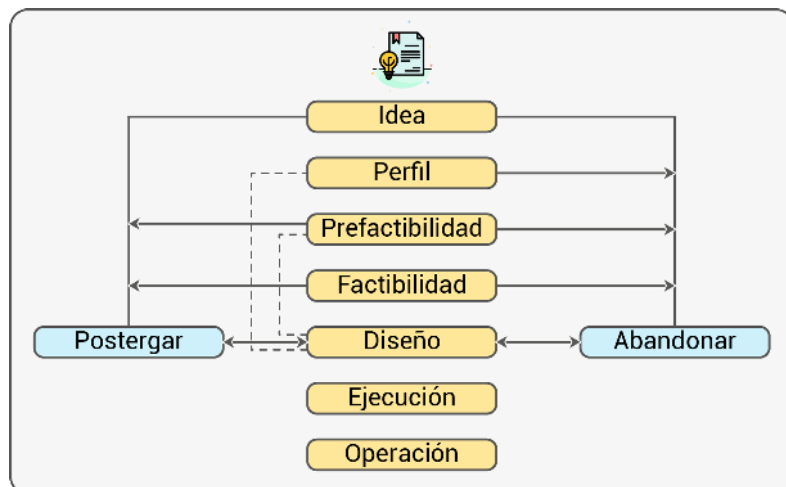 Idea
Perfil
Prefactibilidad
Factibilidad
Postergar
Diseño
Abandonar
Ejecución
Operación